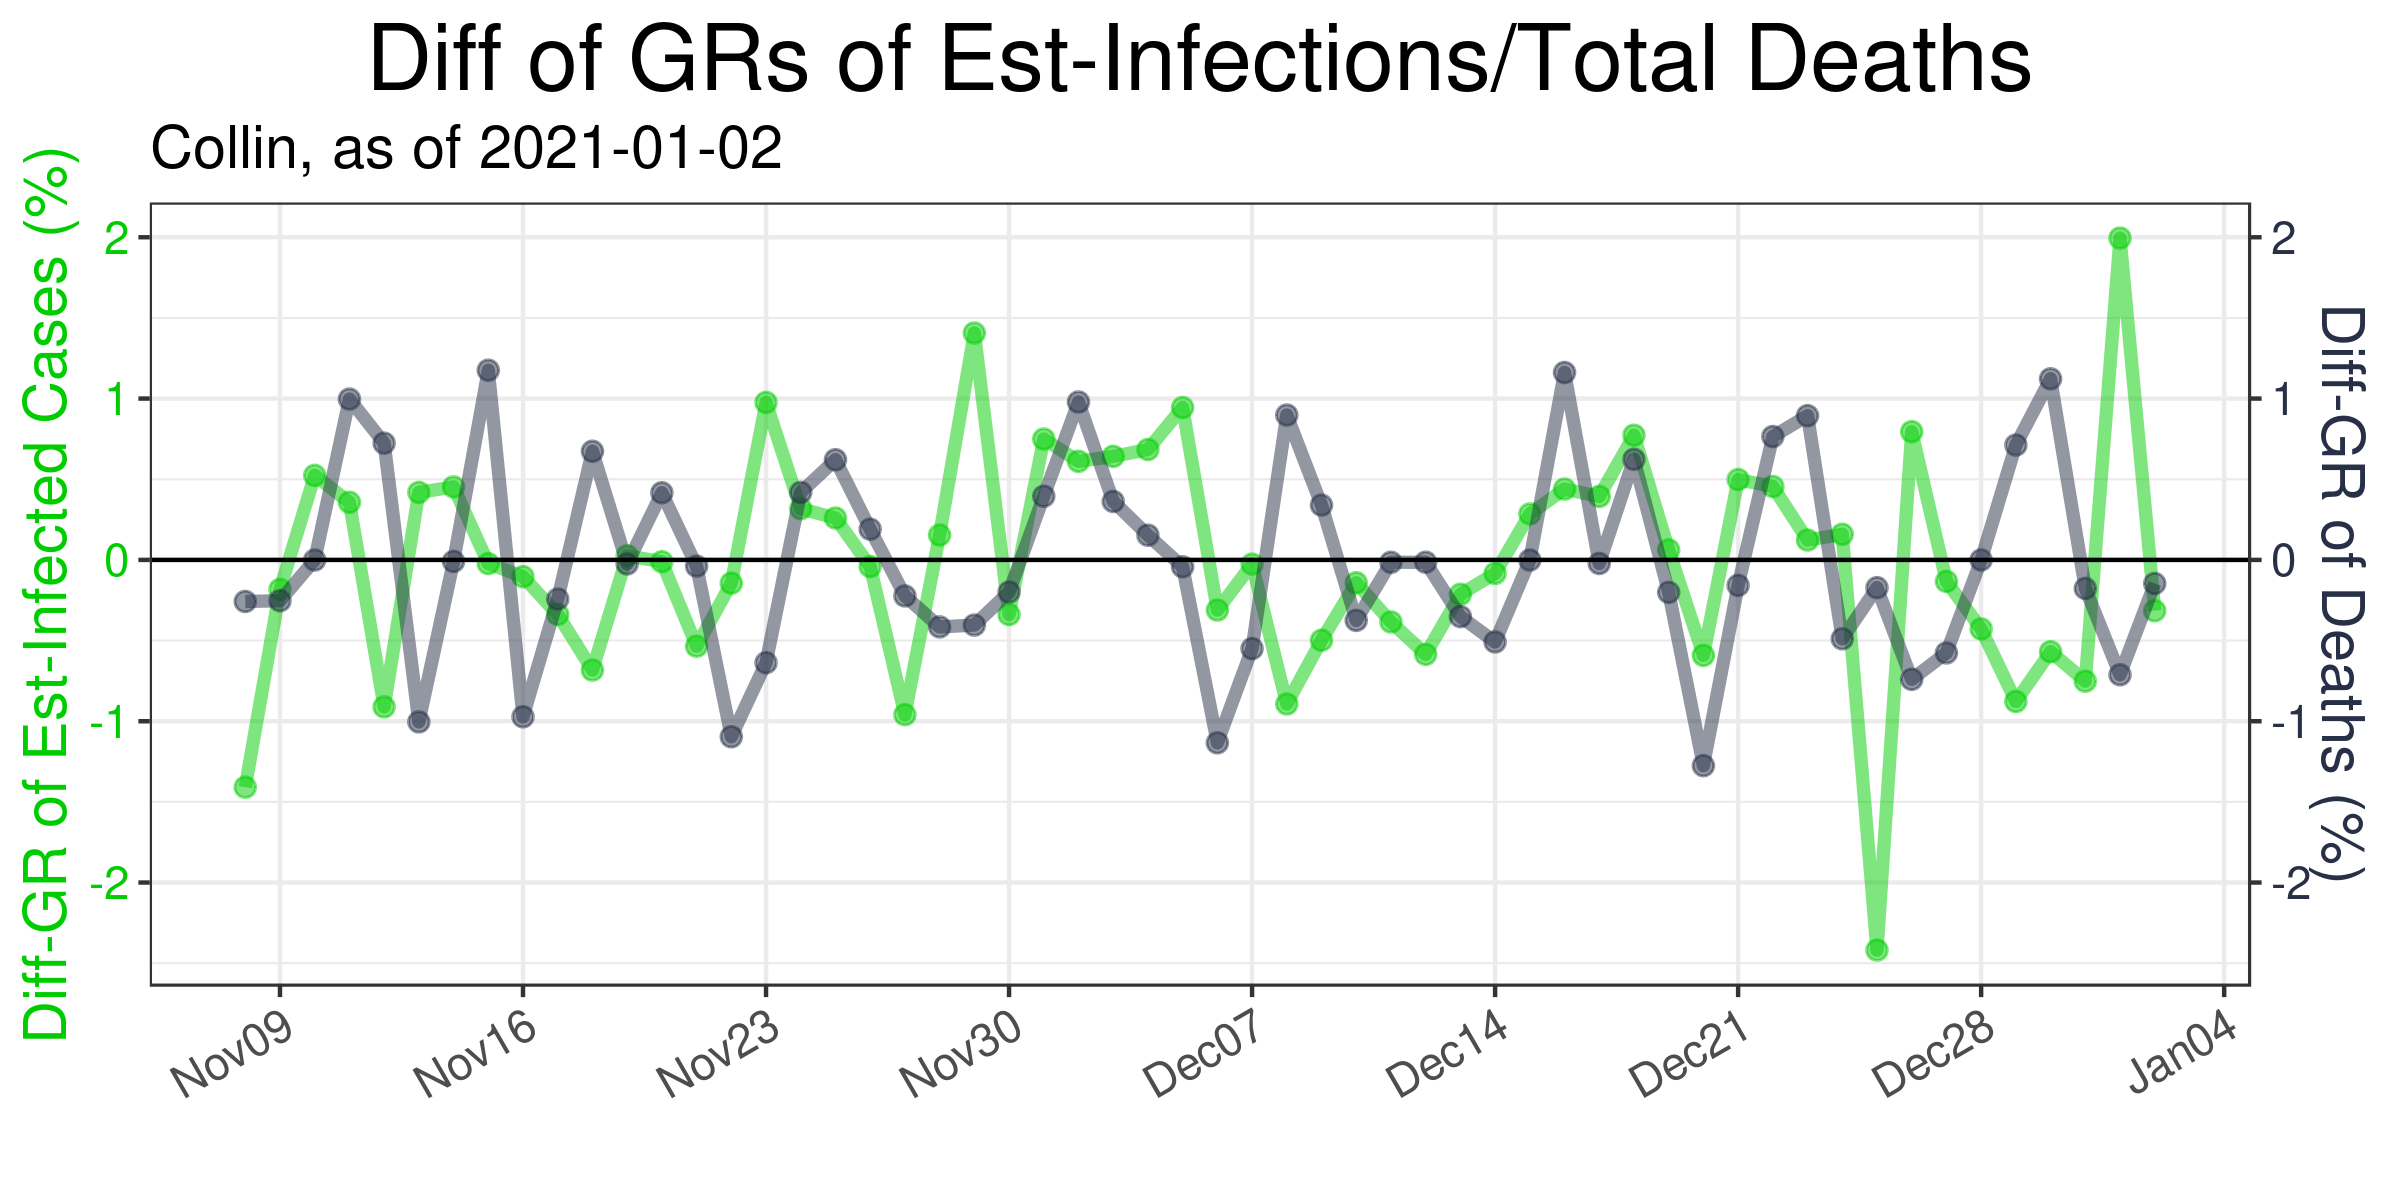 Diff of GRs of Est-Infections/Total Deaths
Collin, as of 2021-01-02
Diff-GR of Est-Infected Cases (%)
2
1
0
-1
-2
2
1
0
-1
-2
Diff-GR of Deaths (%)
Nov09
Nov16
Nov23
Nov30
Dec07
Dec14
Dec21
Dec28
Jan04